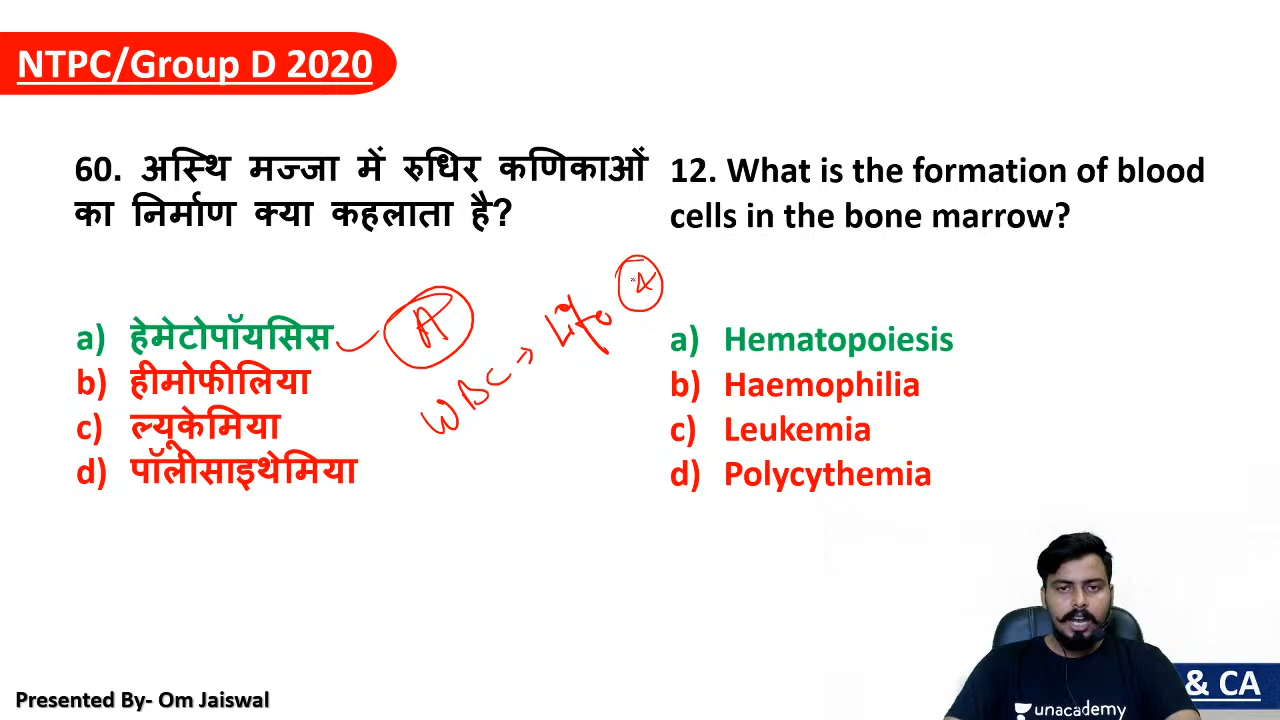 NTPC/Group D 2020
60. अस्थि मज्जा में रुधिर कणिकाओं
का निर्माण क्या कहलाता है?
a) हेमेटोपॉयसिस
b) हीमोफीलिया
c) ल्यूकेमिया
d) पॉलीसाइथेमिया
A
WBC → Life
12. What is the formation of blood
cells in the bone marrow?
a) Hematopoiesis
b) Haemophilia
c) Leukemia
d) Polycythemia
Presented By- Om Jaiswal
unacademy
& CA